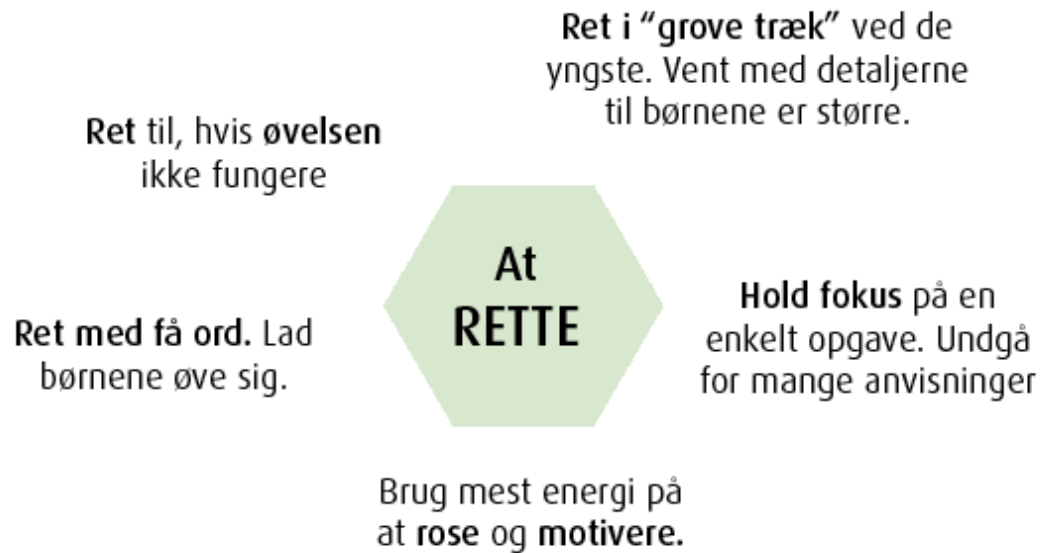 Ret i “grove træk” ved de
yngste. Vent med detaljerne
til børnene er større.
Ret til, hvis øvelsen
ikke fungere
At
RETTE
Hold fokus på en
enkelt opgave. Undgå
for mange anvisninger
Ret med få ord. Lad
børnene øve sig.
Brug mest energi på
at rose og motivere.